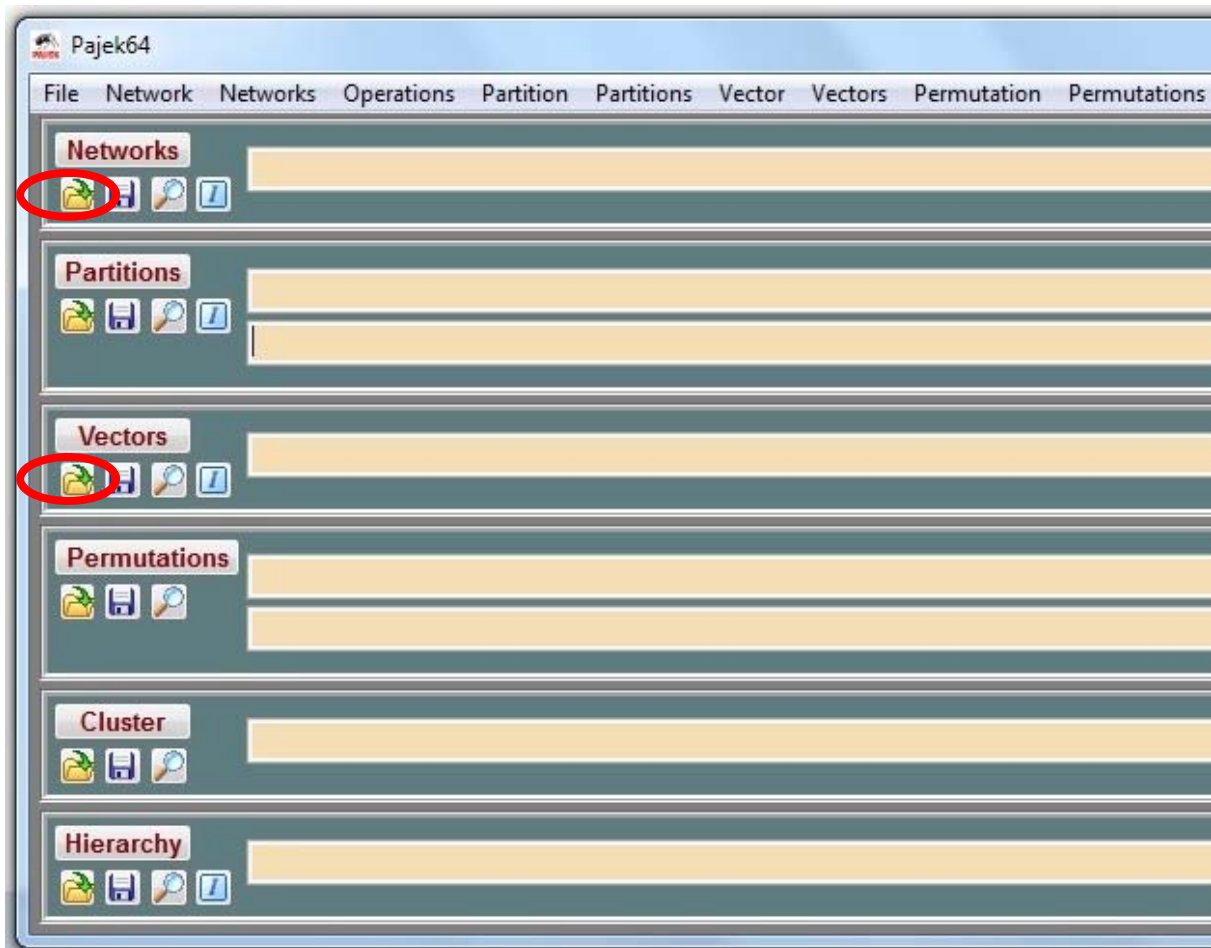 Pajek64
File Network Networks Operations Partition Partitions Vector Vectors Permutation Permutations
Networks
I
Partitions
I
Vectors
I
Permutations
Cluster
Hierarchy
I